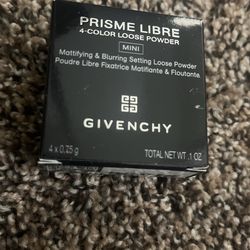 PRISME LIBRE
4-COLOR LOOSE POWDER
MINI
Mattifying & Blurring Setting Loose Powder
Poudre Libre Fixatrice Matifiante & Floutante
GIVENCHY
4 x 0.75 g
TOTAL NET WT .1 OZ